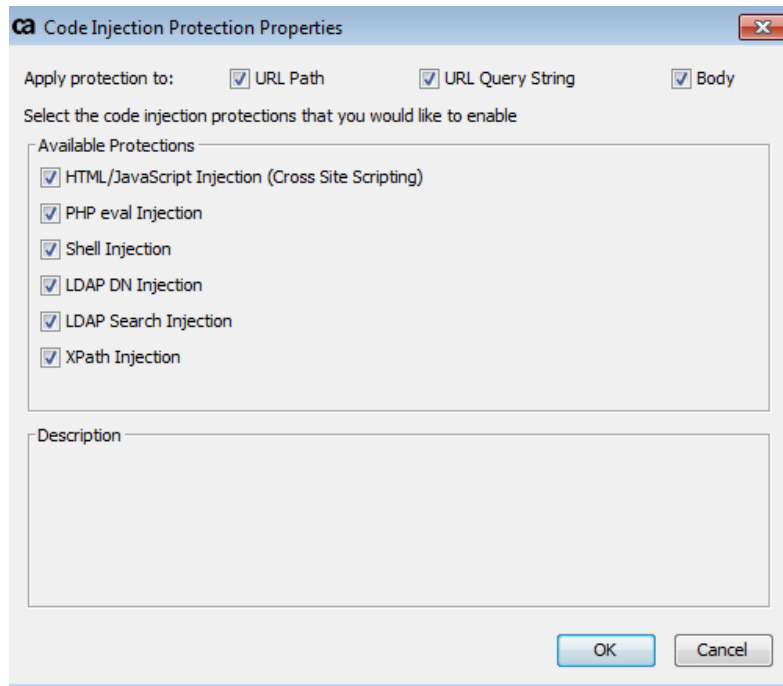 ca Code Injection Protection Properties
Apply protection to: URL Path URL Query String Body
Select the code injection protections that you would like to enable
Available Protections
HTML/JavaScript Injection (Cross Site Scripting)
PHP eval Injection
Shell Injection
LDAP DN Injection
LDAP Search Injection
XPath Injection
Description
OK Cancel